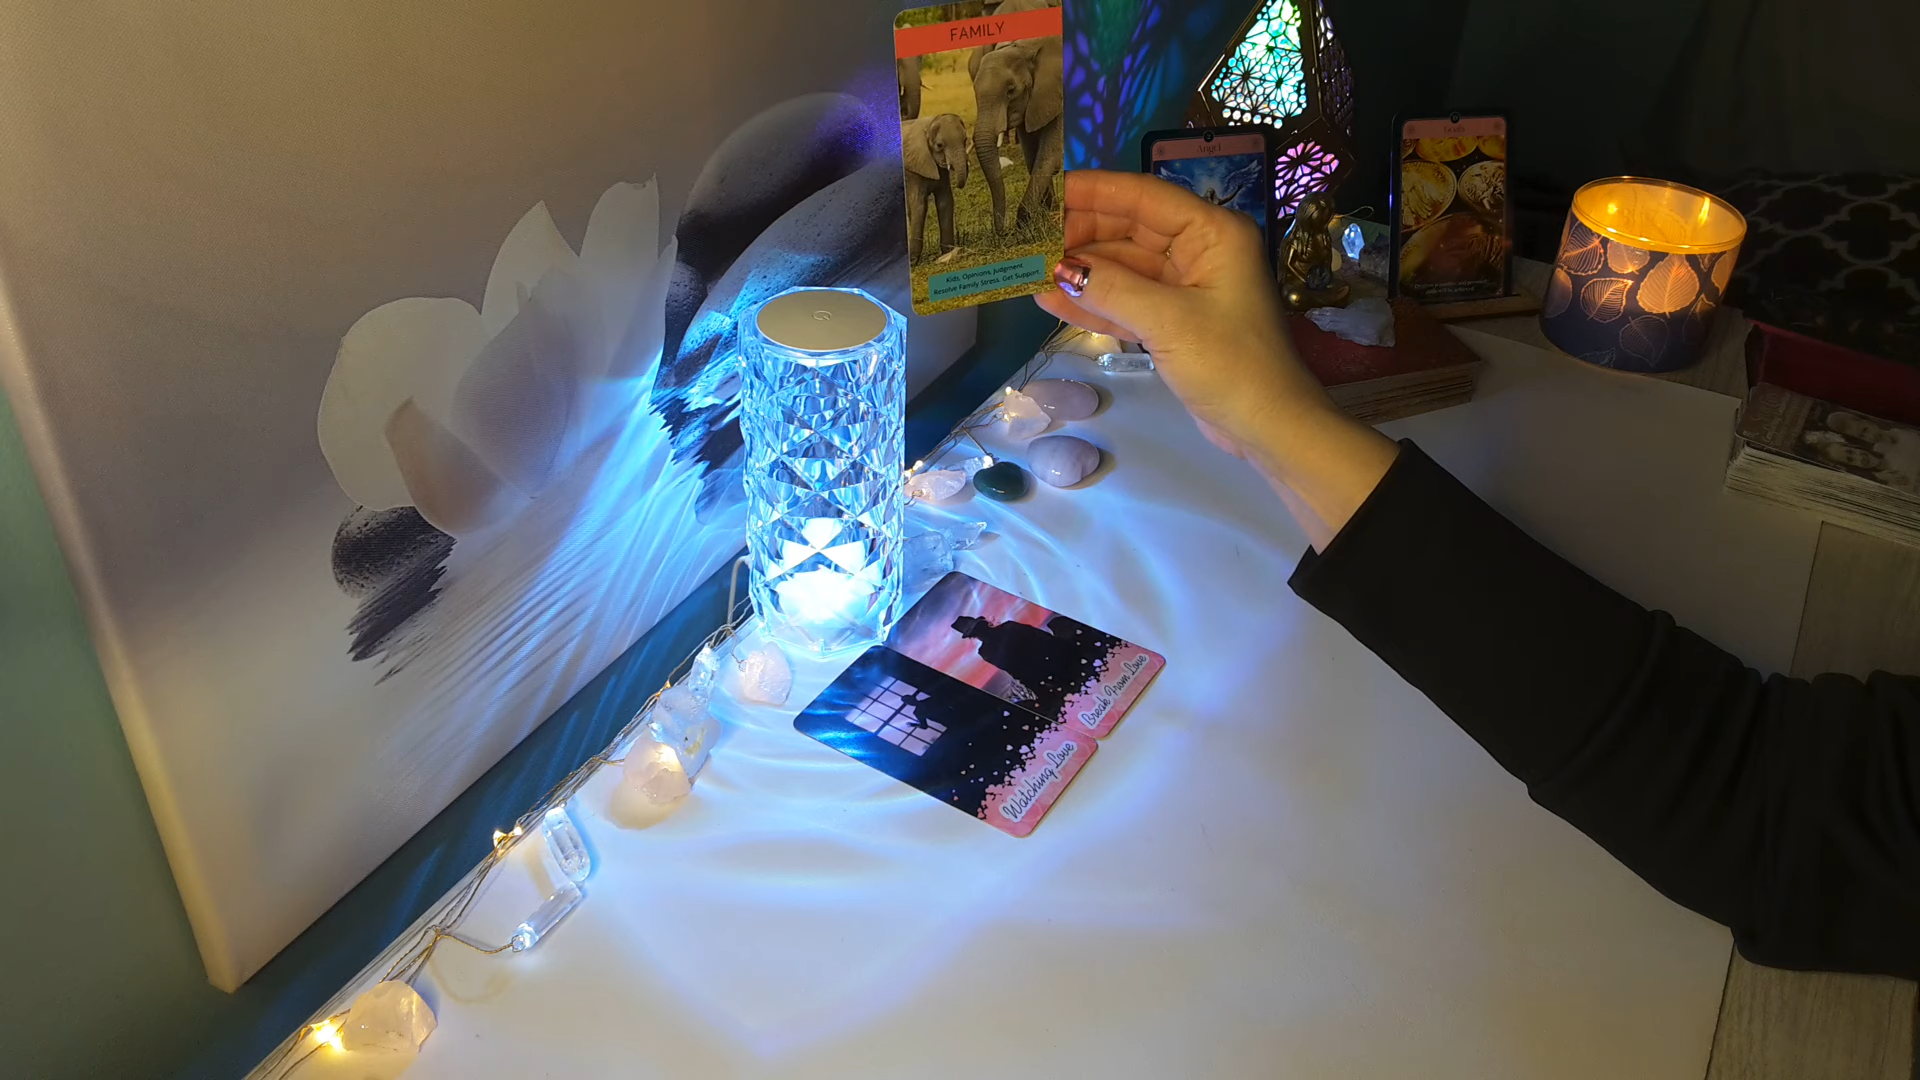 FAMILY
Kids, Opinions, Judgment.
Resolve Family Stress. Get Support.
Angel
Break From Love
Watching Love